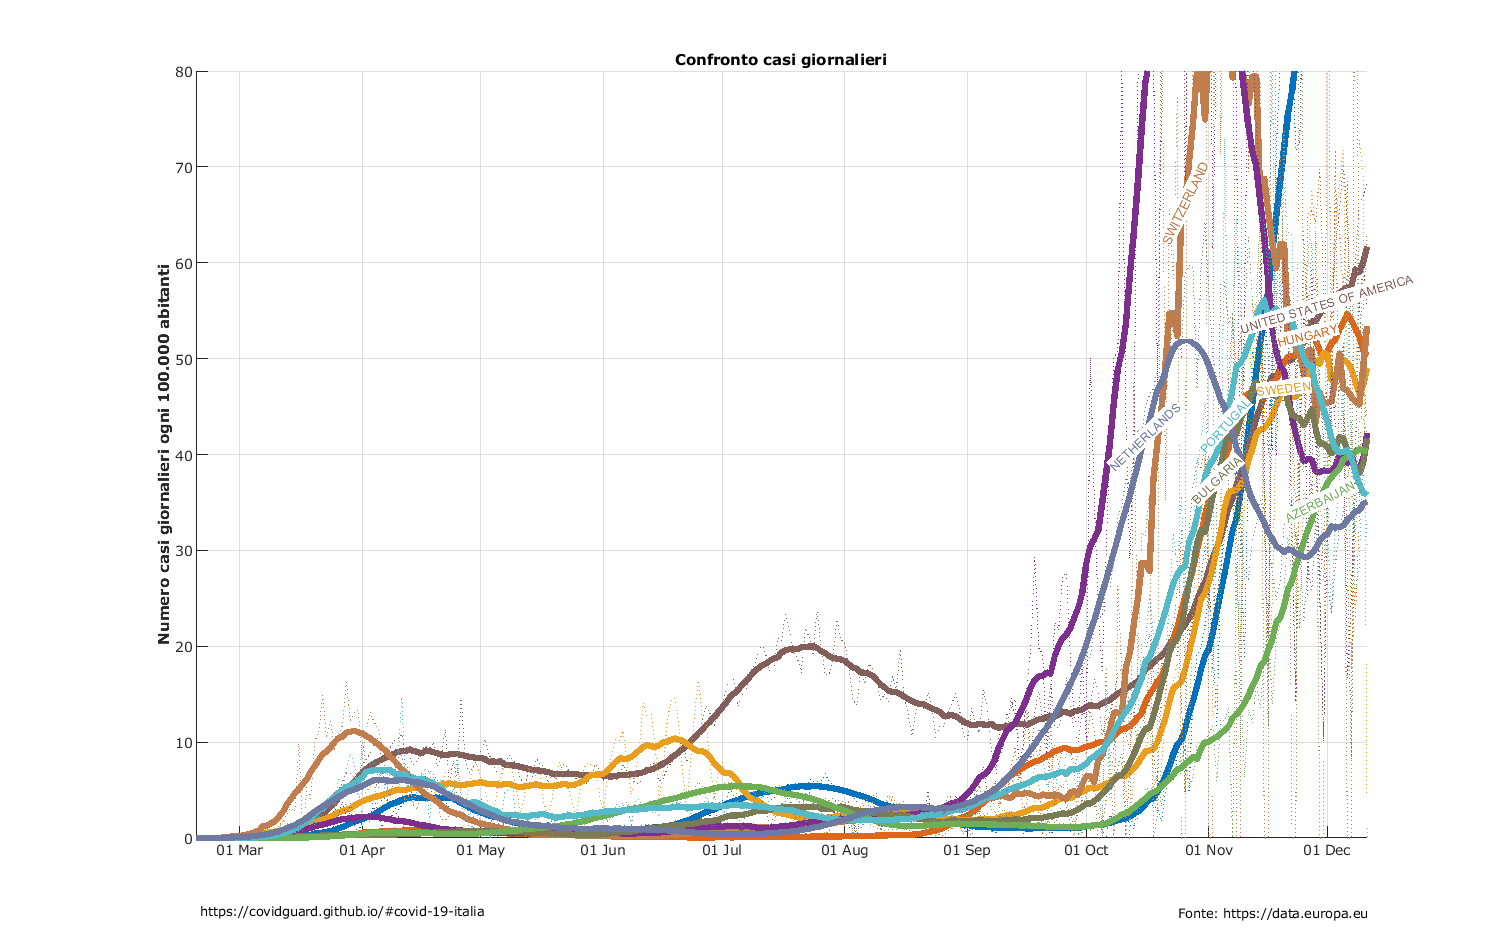 Confronto casi giornalieri
Numero casi giornalieri ogni 100.000 abitanti
80
70
60
50
40
30
20
10
0
SWITZERLAND
UNITED STATES OF AMERICA
HUNGARY
SWEDEN
PORTUGAL
NETHERLANDS
BULGARIA
AZERBAIJAN
01 Mar
01 Apr
01 May
01 Jun
01 Jul
01 Aug
01 Sep
01 Oct
01 Nov
01 Dec
https://covidguard.github.io/#covid-19-italia
Fonte: https://data.europa.eu